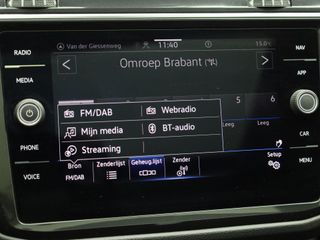 RADIO
MEDIA
PHONE
VOICE
Van der Giessenweg
11:40
15.0°C
Omroep Brabant
FM/DAB
Webradio
Mijn media
BT-audio
Streaming
5
6
Leeg
Leeg
Bron
FM/DAB
Zenderlijst
Geheug.lijst
Zender
Setup
NAV
APP
CAR
MENU